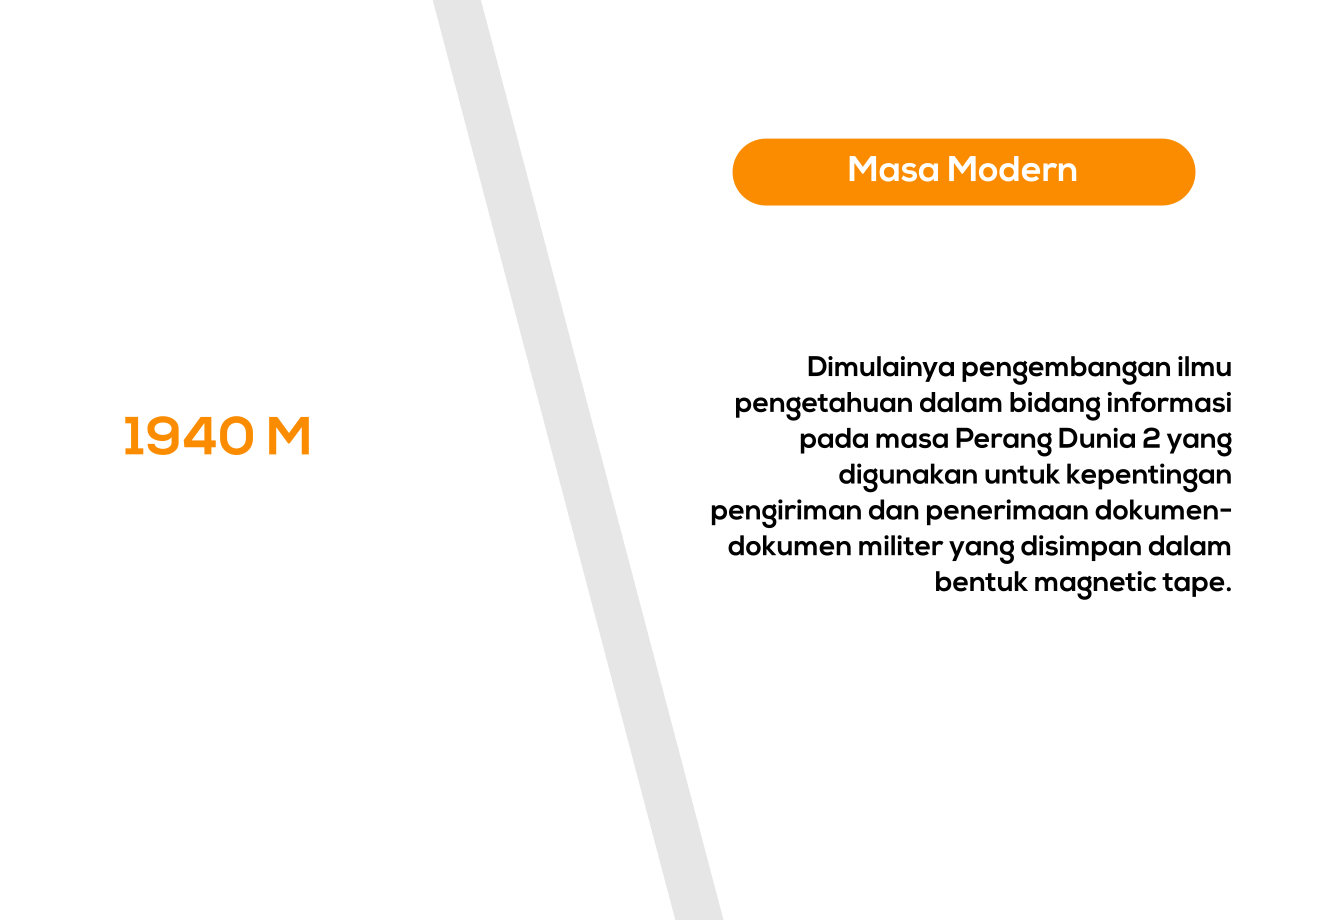 Masa Modern
1940 M
Dimulainya pengembangan ilmu
pengetahuan dalam bidang informasi
pada masa Perang Dunia 2 yang
digunakan untuk kepentingan
pengiriman dan penerimaan dokumen-
dokumen militer yang disimpan dalam
bentuk magnetic tape.